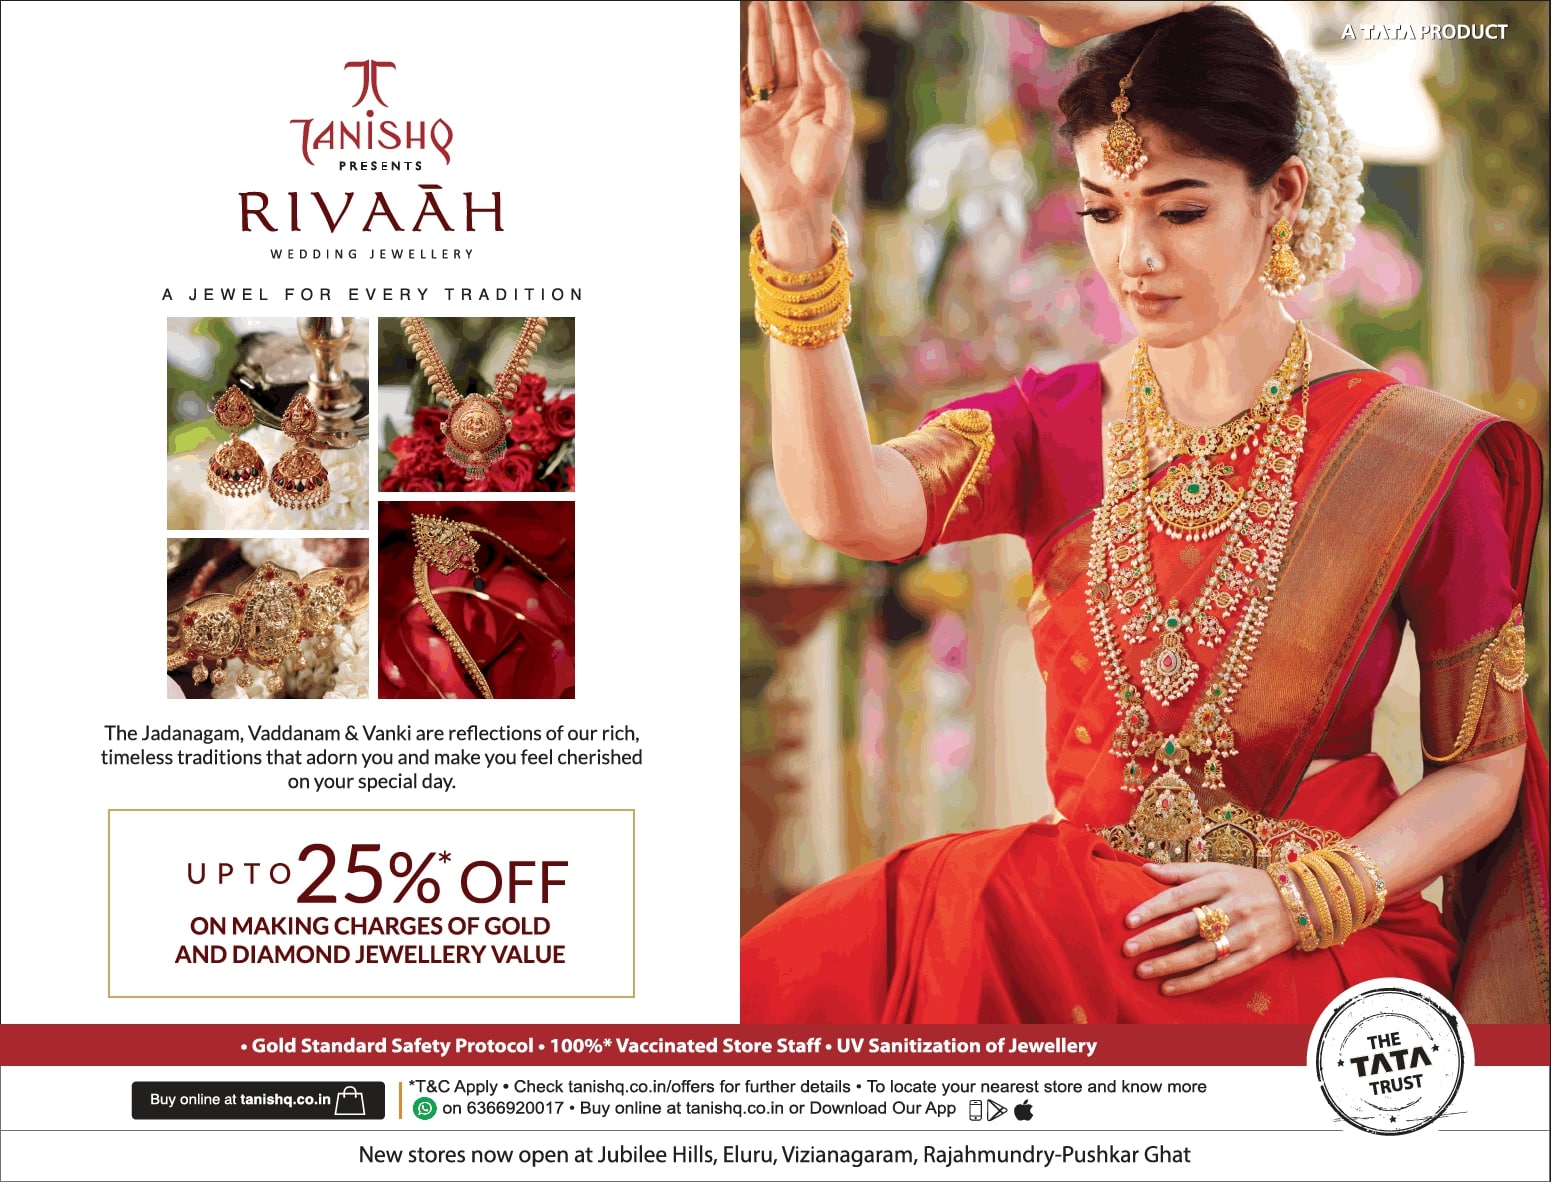 A TATA PRODUCT
TANISHQ
PRESENTS
RIVAĀH
WEDDING JEWELLERY
A JEWEL FOR EVERY TRADITION
The Jadanagam, Vaddanam & Vanki are reflections of our rich,
timeless traditions that adorn you and make you feel cherished
on your special day.
UPTO 25%* OFF
ON MAKING CHARGES OF GOLD
AND DIAMOND JEWELLERY VALUE
• Gold Standard Safety Protocol • 100%* Vaccinated Store Staff • UV Sanitization of Jewellery
THE
TATA
TRUST
Buy online at tanishq.co.in
*T&C Apply • Check tanishq.co.in/offers for further details • To locate your nearest store and know more
on 6366920017 • Buy online at tanishq.co.in or Download Our App
New stores now open at Jubilee Hills, Eluru, Vizianagaram, Rajahmundry-Pushkar Ghat